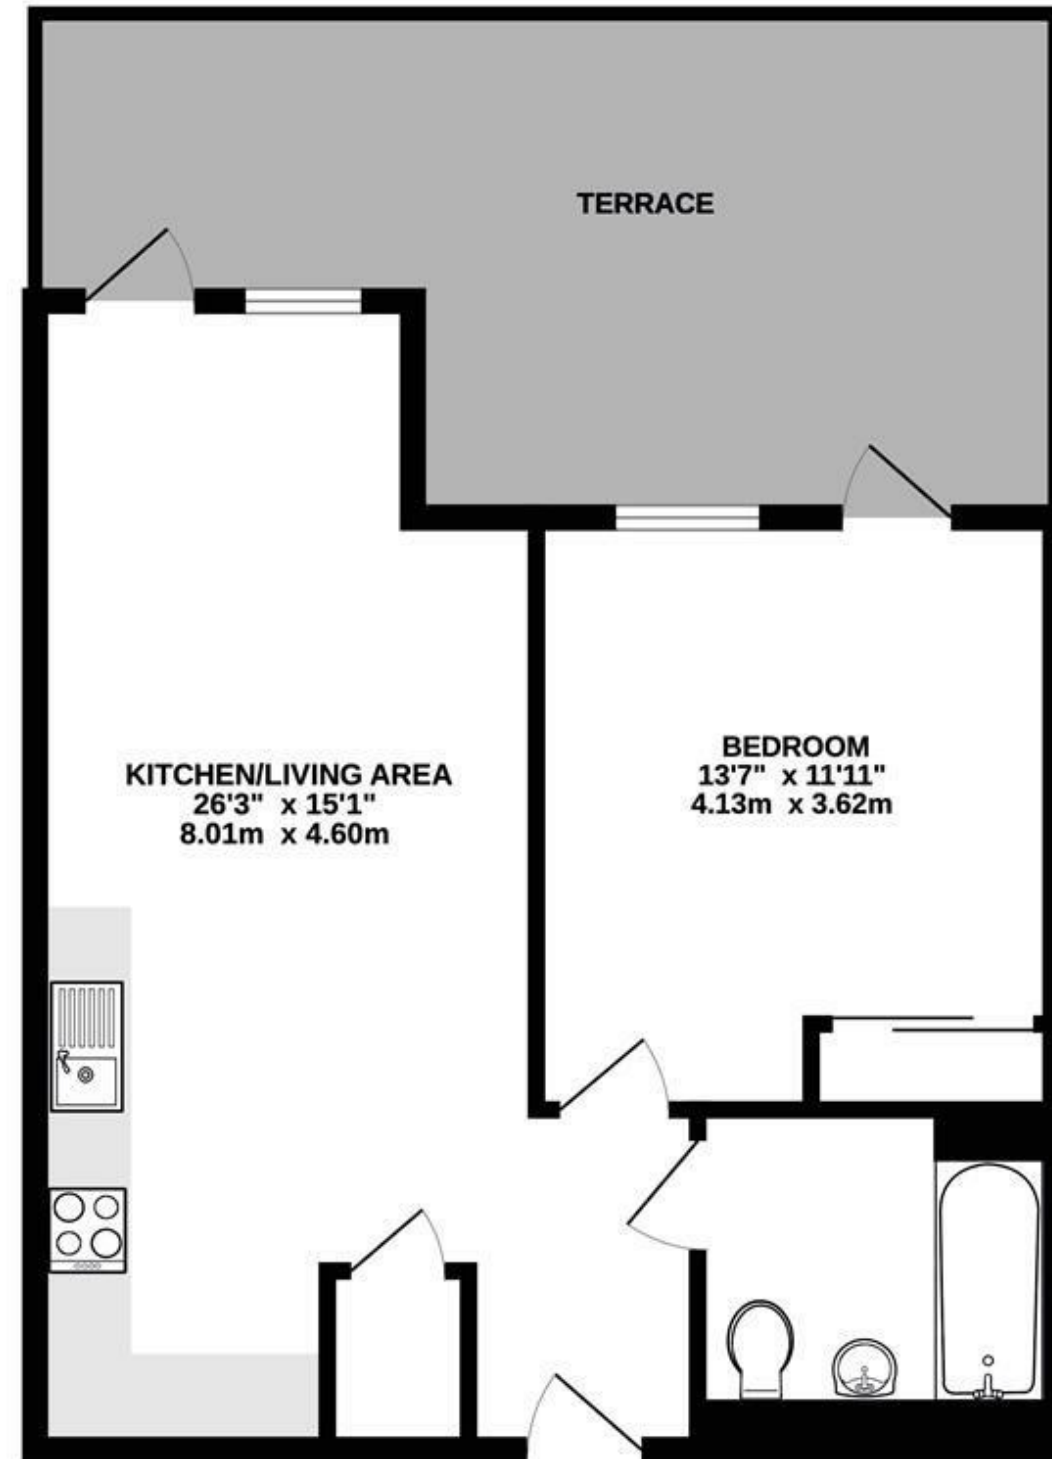 TERRACE
KITCHEN/LIVING AREA
26'3" x 15'1"
8.01m x 4.60m
BEDROOM
13'7" x 11'11"
4.13m x 3.62m